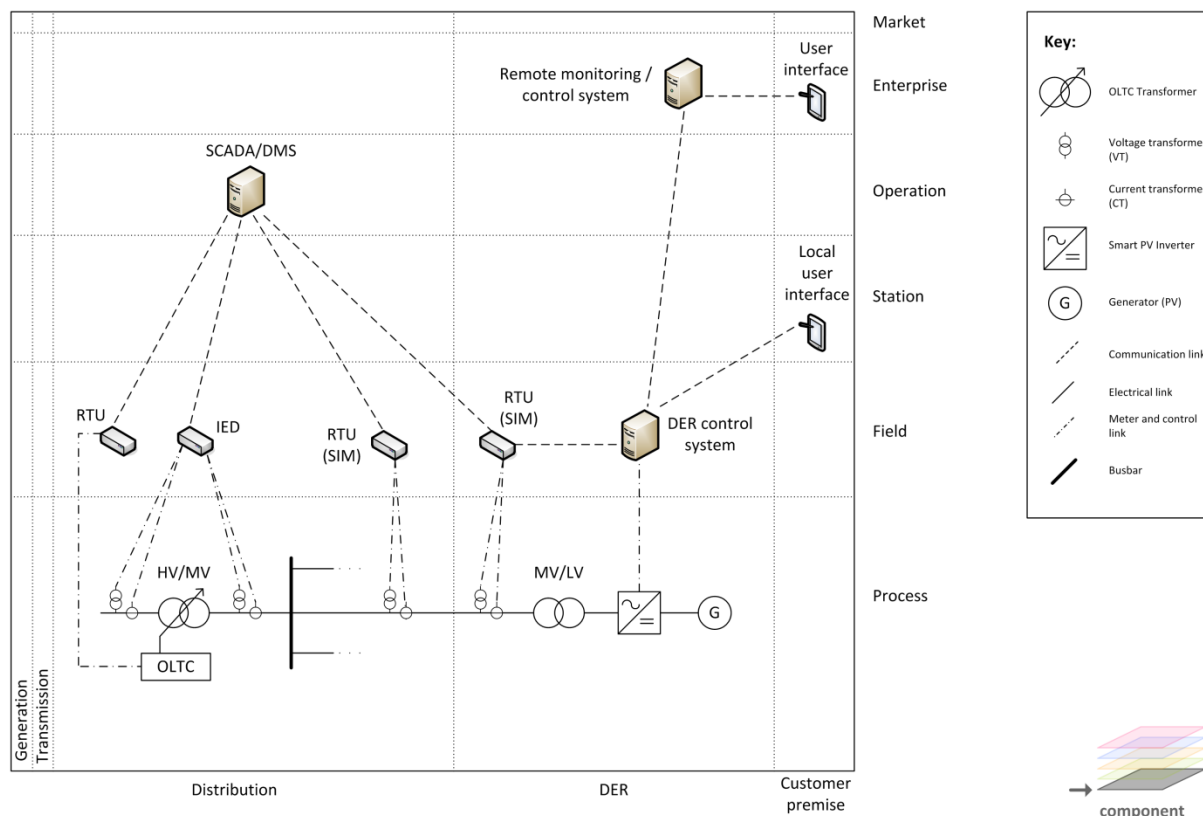 Market
Key:
User
interface
Remote monitoring /
control system
Enterprise
OLTC Transformer
SCADA/DMS
Voltage transforme
(VT)
Operation
Current transforme
(CT)
Smart PV Inverter
Local
user
interface
Station
G
Generator (PV)
Communication link
Electrical link
Meter and control
link
Busbar
RTU
IED
RTU
(SIM)
RTU
(SIM)
DER control
system
Field
HV/MV
MV/LV
Process
G
OLTC
Generation
Transmission
Distribution
DER
Customer
premise
component